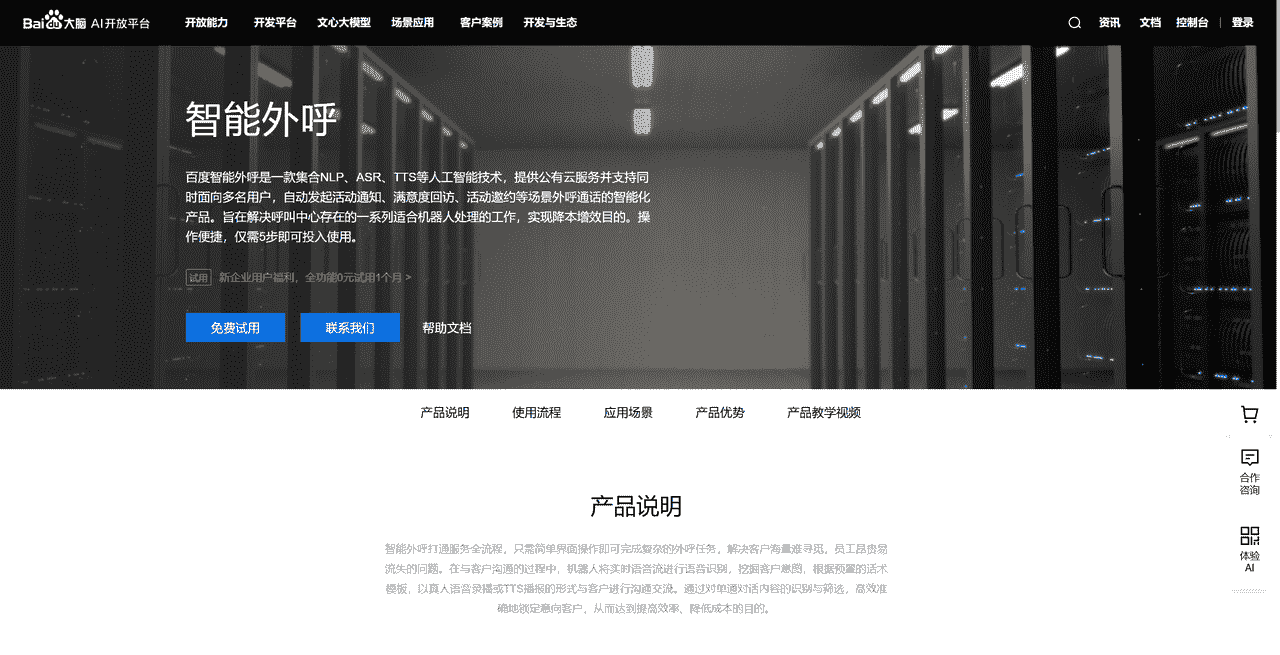 Baidu大脑 AI开放平台 开放能力 开发平台 文心大模型 场景应用 客户案例 开发与生态 资讯 文档 控制台 | 登录
智能外呼
百度智能外呼是一款集合NLP、ASR、TTS等人工智能技术，提供公有云服务并支持同
时面向多名用户，自动发起活动通知、满意度回访、活动邀约等场景外呼通话的智能化
产品。旨在解决呼叫中心存在的一系列适合机器人处理的工作，实现降本增效目的。操
作便捷，仅需5步即可投入使用。
试用 新企业用户福利，全功能0元试用1个月 >
免费试用 联系我们 帮助文档
产品说明 使用流程 应用场景 产品优势 产品教学视频
合作
咨询
体验
AI
产品说明
智能外呼打通服务全流程，只需简单界面操作即可完成复杂的外呼任务，解决客户海量难寻觅，员工昂贵易
流失的问题。在与客户沟通的过程中，机器人将实时语音流进行语音识别，挖掘客户意图，根据预置的话术
模板，以真人语音录播或TTS播报的形式与客户进行沟通交流。通过对单通对话内容的识别与筛选，高效准
确地锁定意向客户，从而达到提高效率、降低成本的目的。